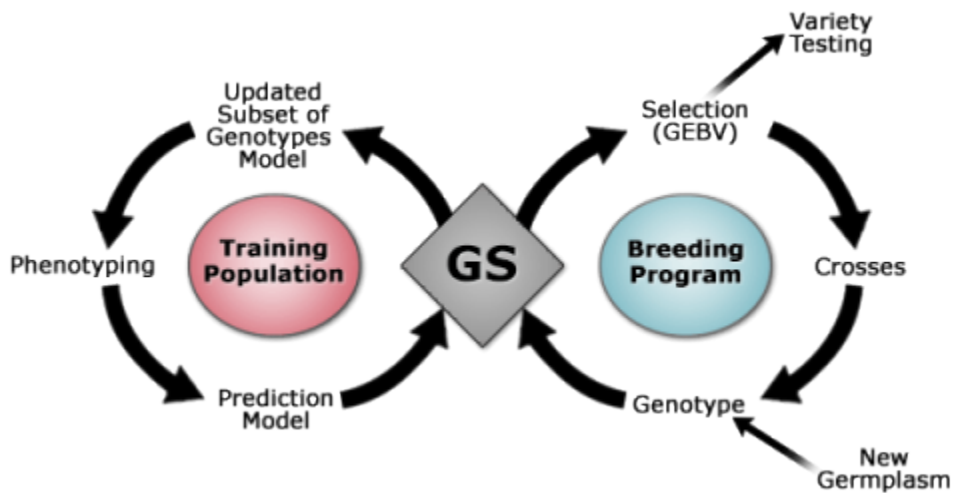 Variety
Testing
Updated
Subset of
Genotypes
Model
Selection
(GEBV)
Phenotyping
Training
Population
GS
Breeding
Program
Crosses
Prediction
Model
Genotype
New
Germplasm